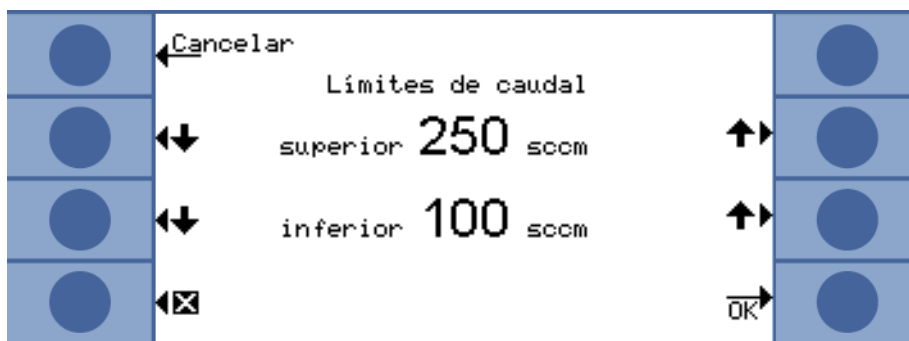 Cancelar
Límites de caudal
superior 250 sccm
inferior 100 sccm
OK